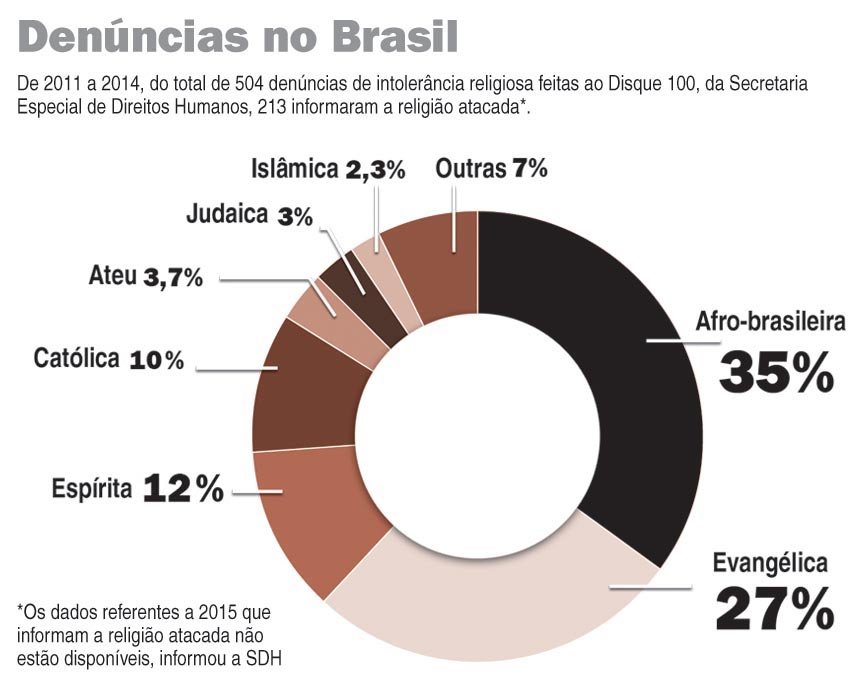 Denúncias no Brasil
De 2011 a 2014, do total de 504 denúncias de intolerância religiosa feitas ao Disque 100, da Secretaria
Especial de Direitos Humanos, 213 informaram a religião atacada*.
Islâmica 2,3%
Outras 7%
Judaica 3%
Ateu 3,7%
Afro-brasileira
35%
Católica 10%
Espírita 12%
Evangélica
27%
*Os dados referentes a 2015 que
informam a religião atacada não
estão disponíveis, informou a SDH